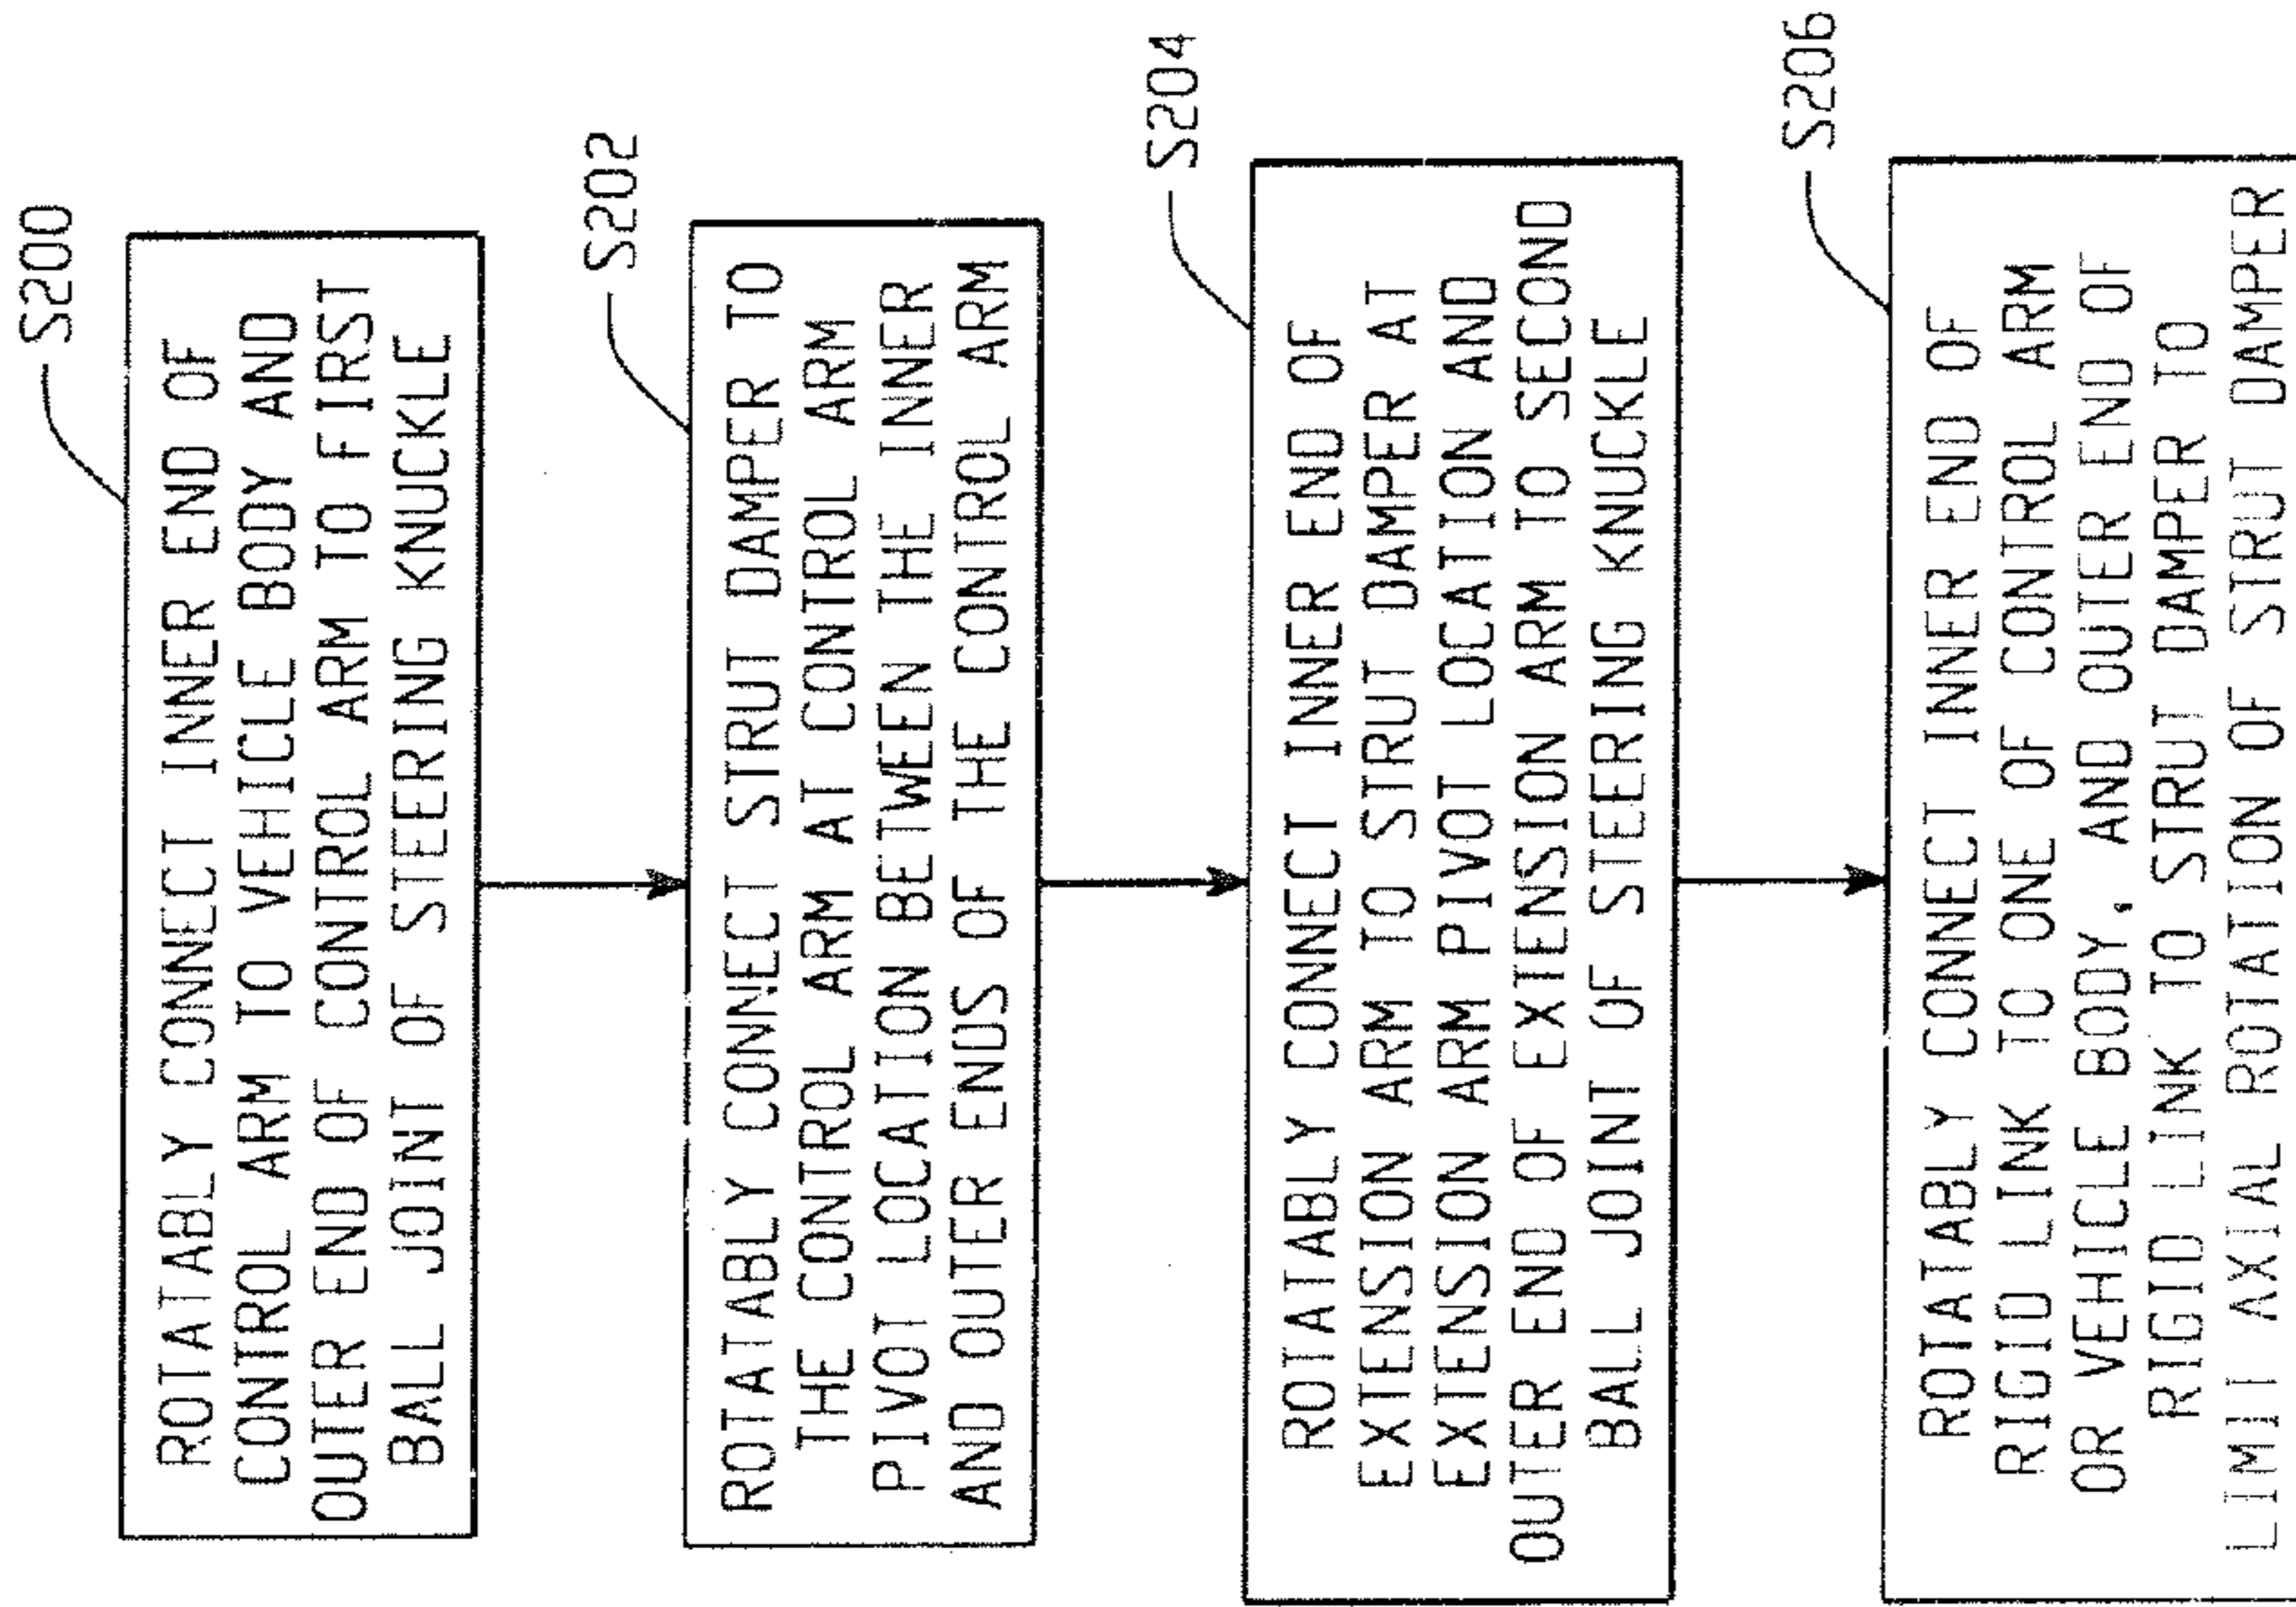 S200
ROTATABLY CONNECT INNER END OF
CONTROL ARM TO VEHICLE BODY AND
OUTER END OF CONTROL ARM TO FIRST
BALL JOINT OF STEERING KNUCKLE
S202
ROTATABLY CONNECT STRUT DAMPER TO
THE CONTROL ARM AT CONTROL ARM
PIVOT LOCATION BETWEEN THE INNER
AND OUTER ENDS OF THE CONTROL ARM
S204
ROTATABLY CONNECT INNER END OF
EXTENSION ARM TO STRUT DAMPER AT
EXTENSION ARM PIVOT LOCATION AND
OUTER END OF EXTENSION ARM TO SECOND
BALL JOINT OF STEERING KNUCKLE
S206
ROTATABLY CONNECT INNER END OF
RIGID LINK TO ONE OF CONTROL ARM
OR VEHICLE BODY, AND OUTER END OF
RIGID LINK TO STRUT DAMPER TO
LIMIT AXIAL ROTATION OF STRUT DAMPER